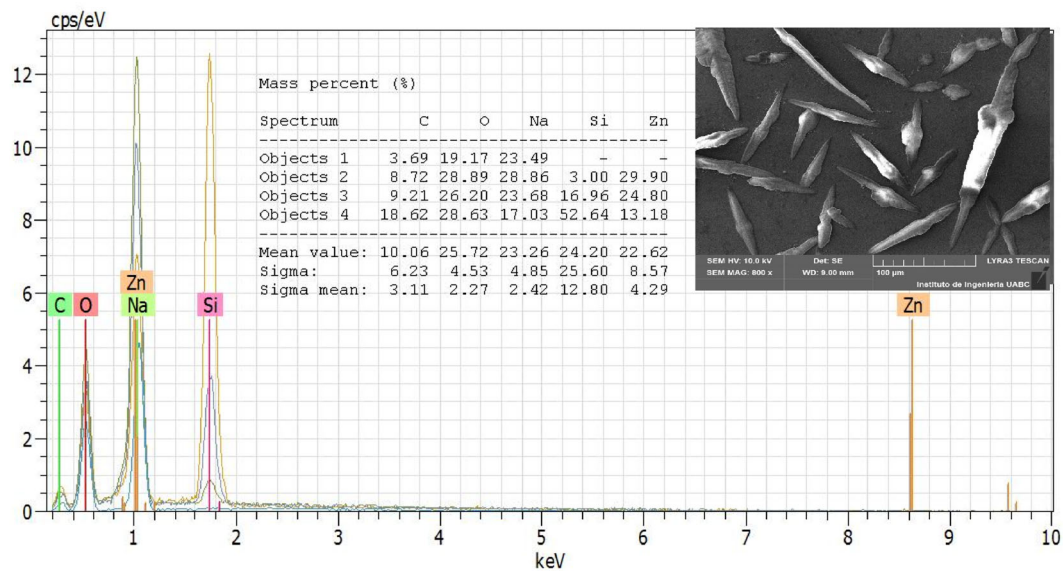 cps/eV
12
10
8
6
4
2
0
Mass percent (%)
Spectrum C O Na Si Zn
Objects 1 3.69 19.17 23.49 - -
Objects 2 8.72 28.89 28.86 3.00 29.90
Objects 3 9.21 26.20 23.68 16.96 24.80
Objects 4 18.62 28.63 17.03 52.64 13.18
Mean value: 10.06 25.72 23.26 24.20 22.62
Sigma: 6.23 4.53 4.85 25.60 8.57
Sigma mean: 3.11 2.27 2.42 12.80 4.29
SEM HV: 10.0 kV Det: SE LYRA3 TESCAN
SEM MAG: 800 x WD: 9.00 mm 100 µm
Instituto de Ingeniería UABC
Zn
C O Na Si Zn
1 2 3 4 5 6 7 8 9 10
keV